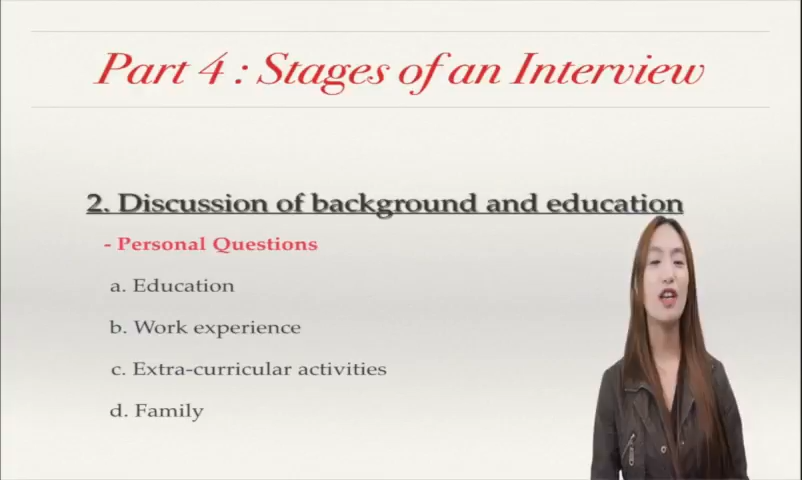 Part 4 : Stages of an Interview
2. Discussion of background and education
- Personal Questions
a. Education
b. Work experience
c. Extra-curricular activities
d. Family